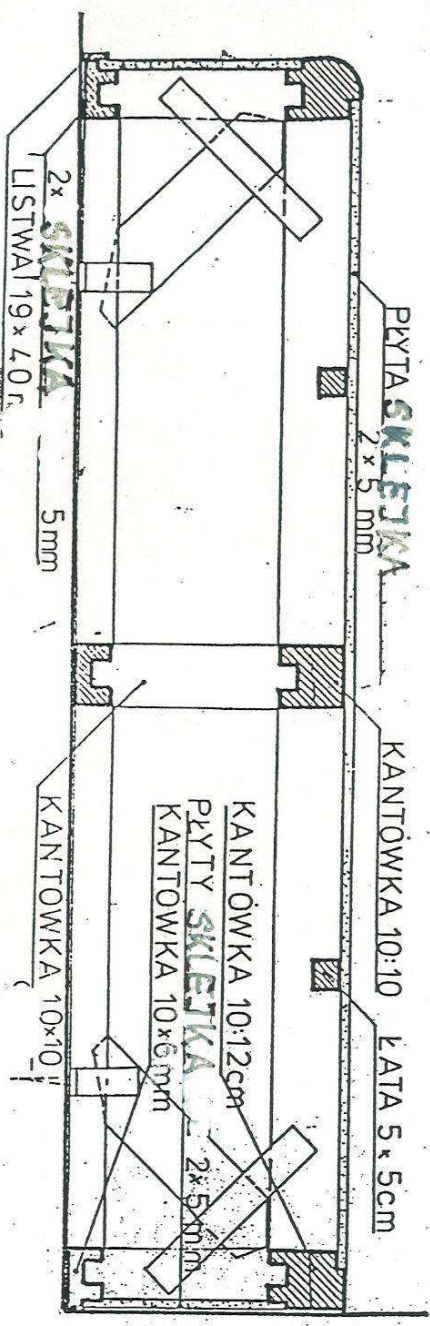 PŁYTA SKLEJKA
2 × 5 mm
KANTÓWKA 10:10
ŁATA 5 × 5cm
KANTÓWKA 10:12cm
PŁYTY SKLEJKA 2×5mm
KANTÓWKA 10×6mm
2× SKLEJKA 5mm
LISTWA 19×40
KANTÓWKA 10×10